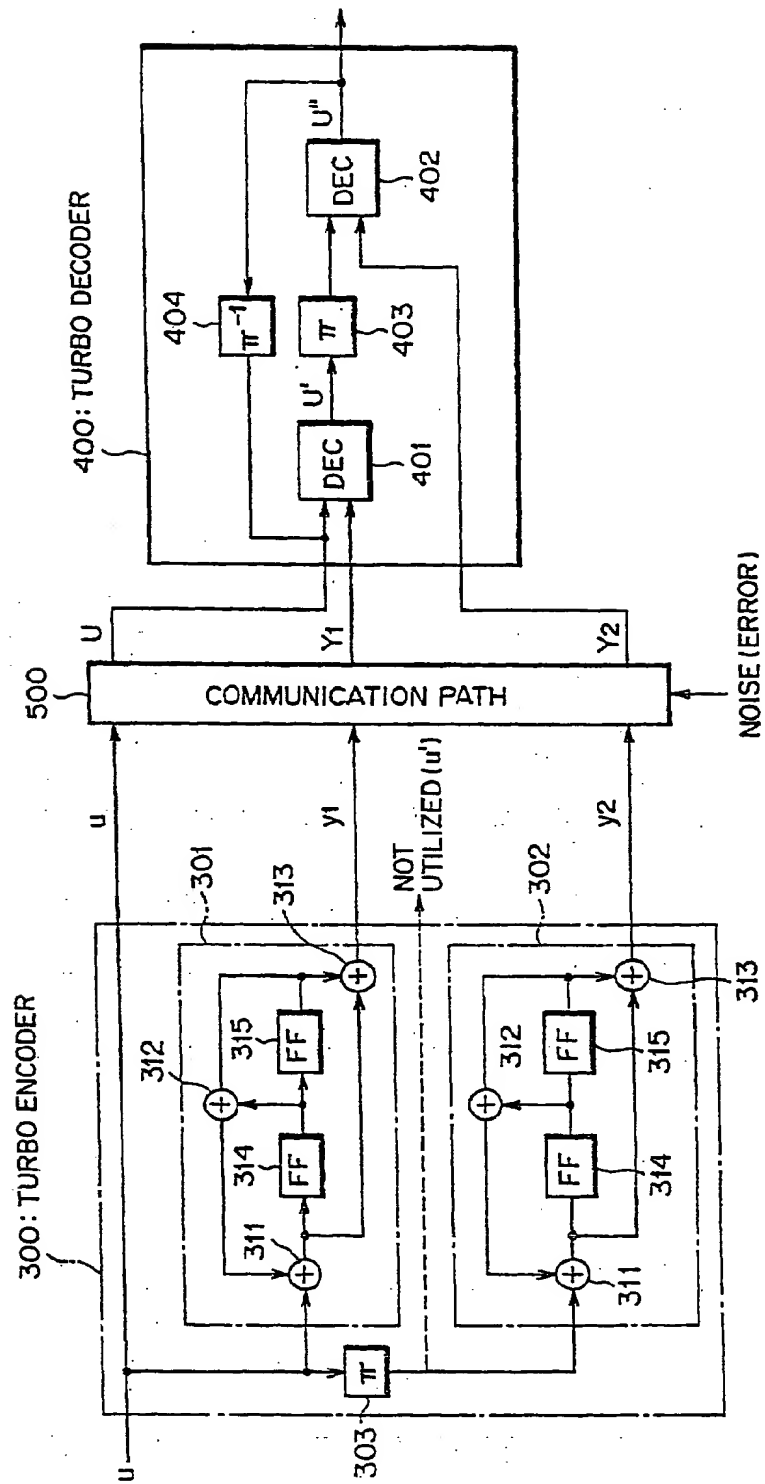 300: TURBO ENCODER
u
u
301
312
314
315
311
FF
FF
313
y1
π
303
NOT
UTILIZED (u')
302
312
FF
FF
314
315
311
313
y2
500
COMMUNICATION PATH
NOISE (ERROR)
U
Y1
Y2
400: TURBO DECODER
404
π⁻¹
U'
U"
DEC
π
DEC
401
403
402